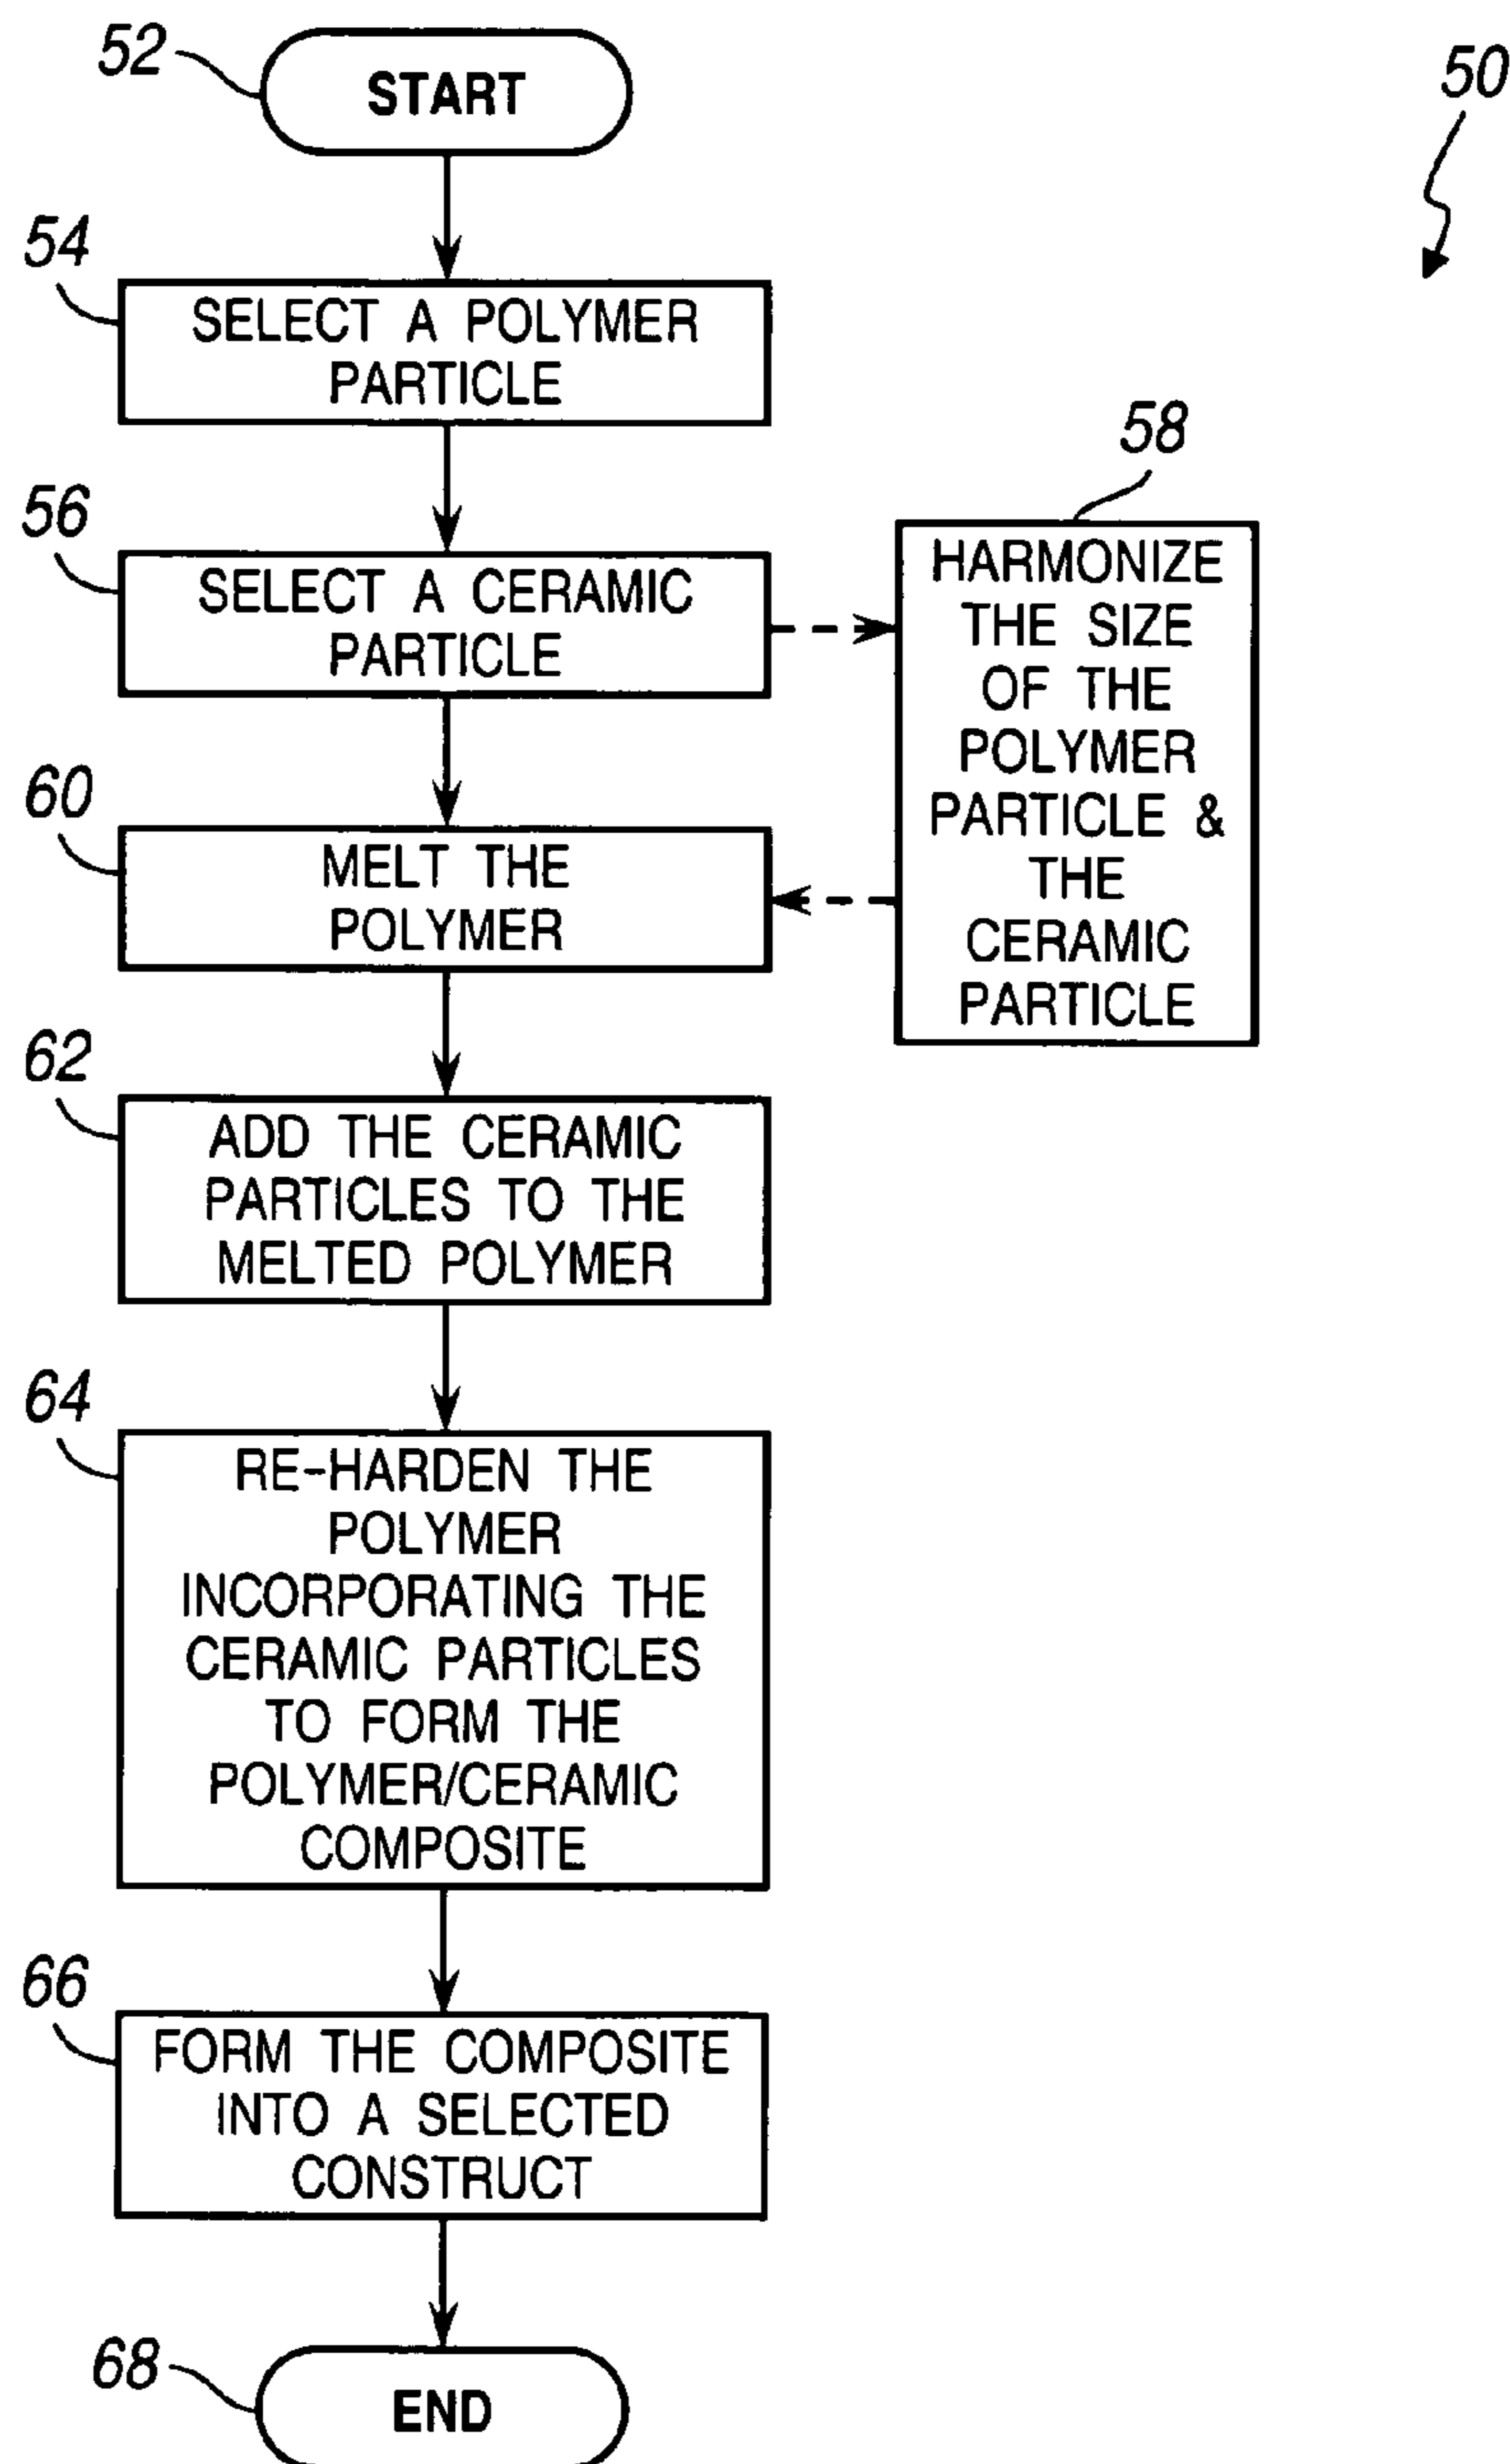 52
START
50
54
SELECT A POLYMER
PARTICLE
56
SELECT A CERAMIC
PARTICLE
58
HARMONIZE
THE SIZE
OF THE
POLYMER
PARTICLE &
THE
CERAMIC
PARTICLE
60
MELT THE
POLYMER
62
ADD THE CERAMIC
PARTICLES TO THE
MELTED POLYMER
64
RE-HARDEN THE
POLYMER
INCORPORATING THE
CERAMIC PARTICLES
TO FORM THE
POLYMER/CERAMIC
COMPOSITE
66
FORM THE COMPOSITE
INTO A SELECTED
CONSTRUCT
68
END